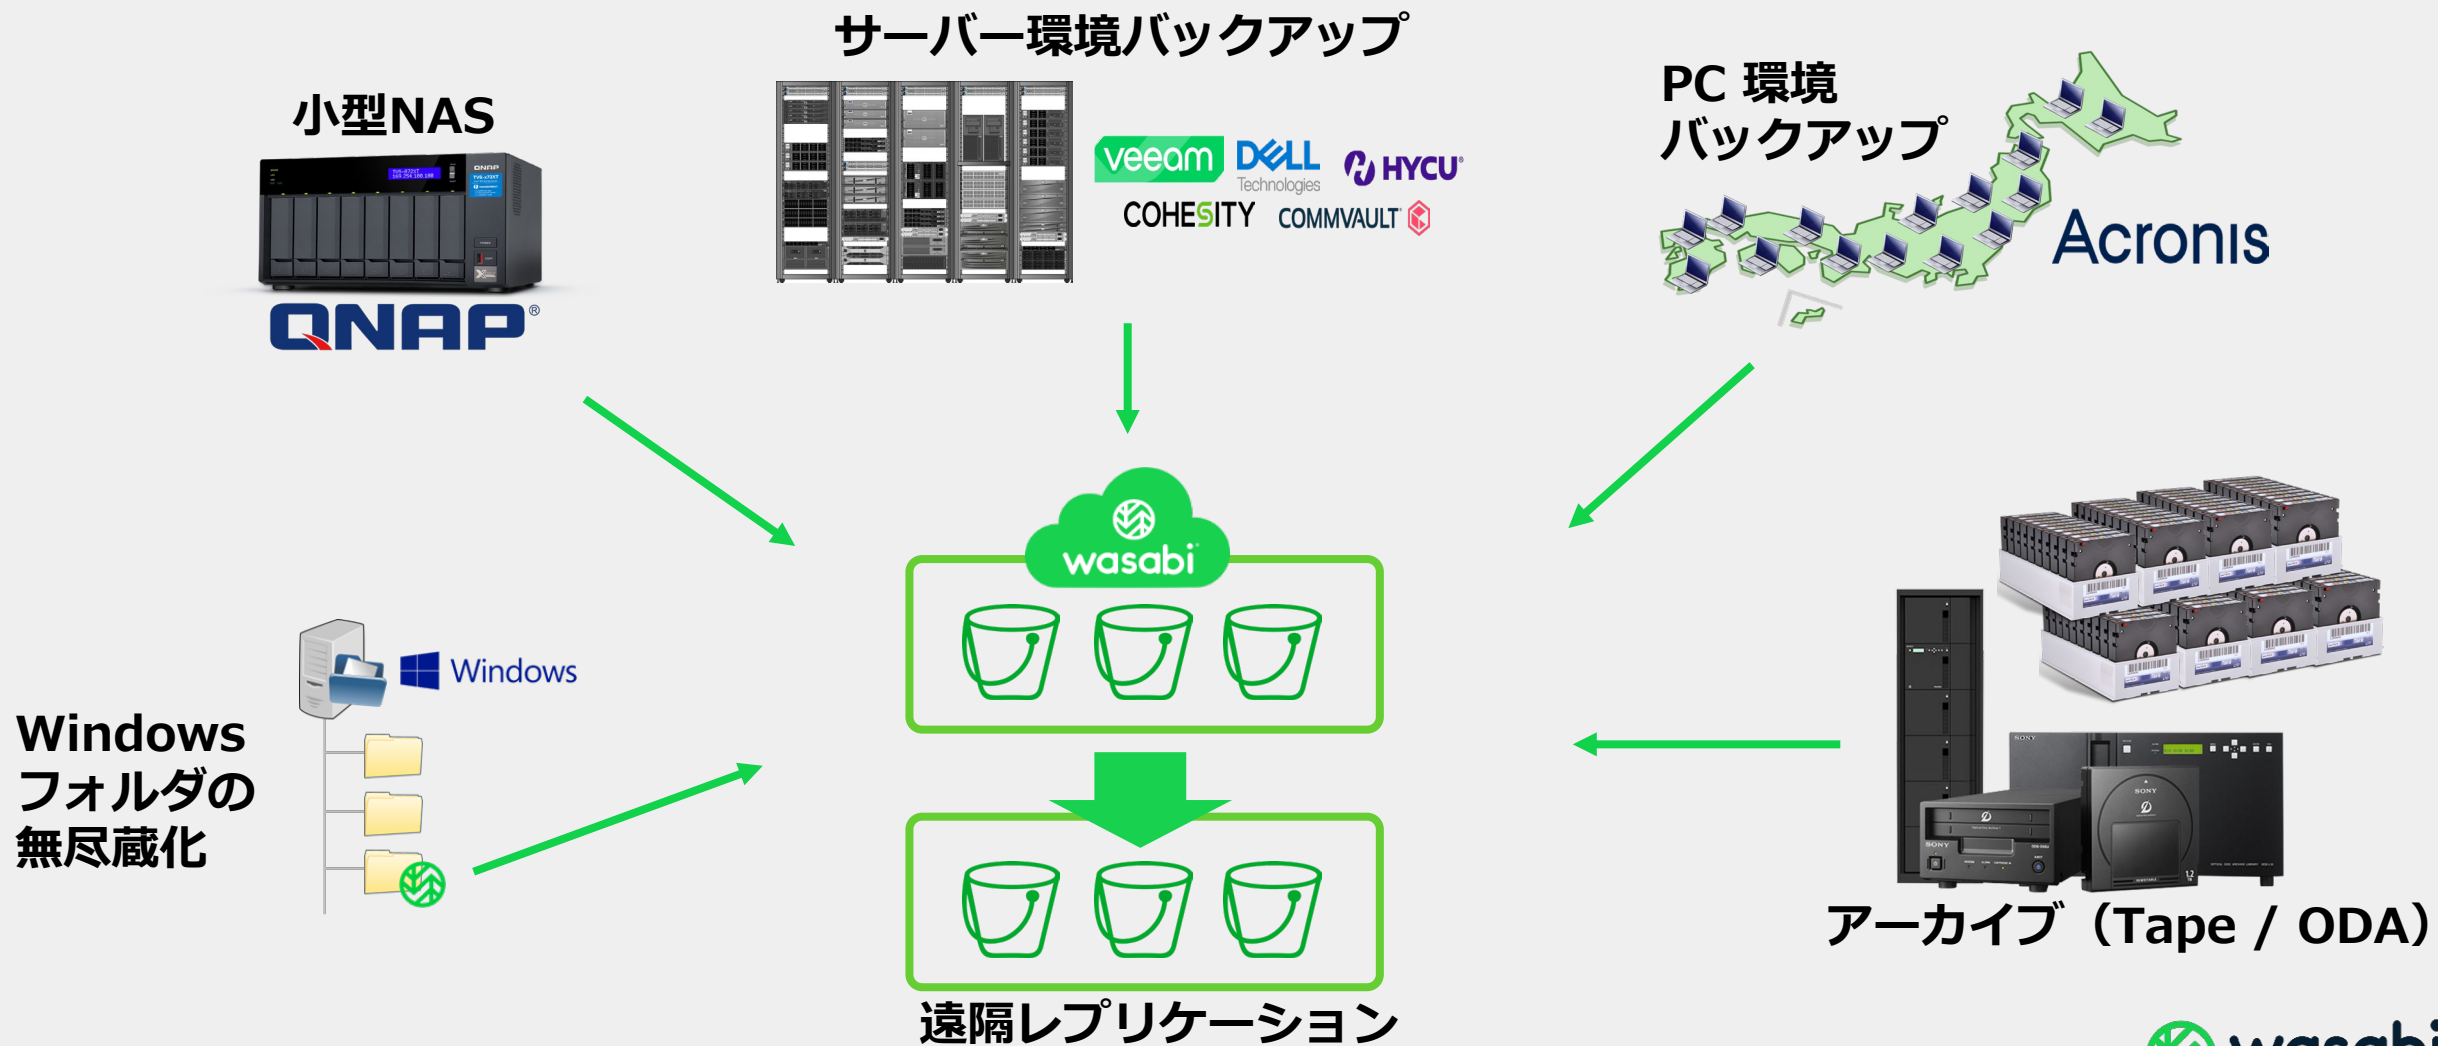 サーバー環境バックアップ
小型NAS
QNAP
QNAP®
veeam
DELL
Technologies
HYCU®
COHESITY
COMMVAULT
PC 環境
バックアップ
Acronis
wasabi
Windows
Windows
フォルダの
無尽蔵化
SONY
SONY
SONY
アーカイブ（Tape / ODA）
遠隔レプリケーション
wasabi